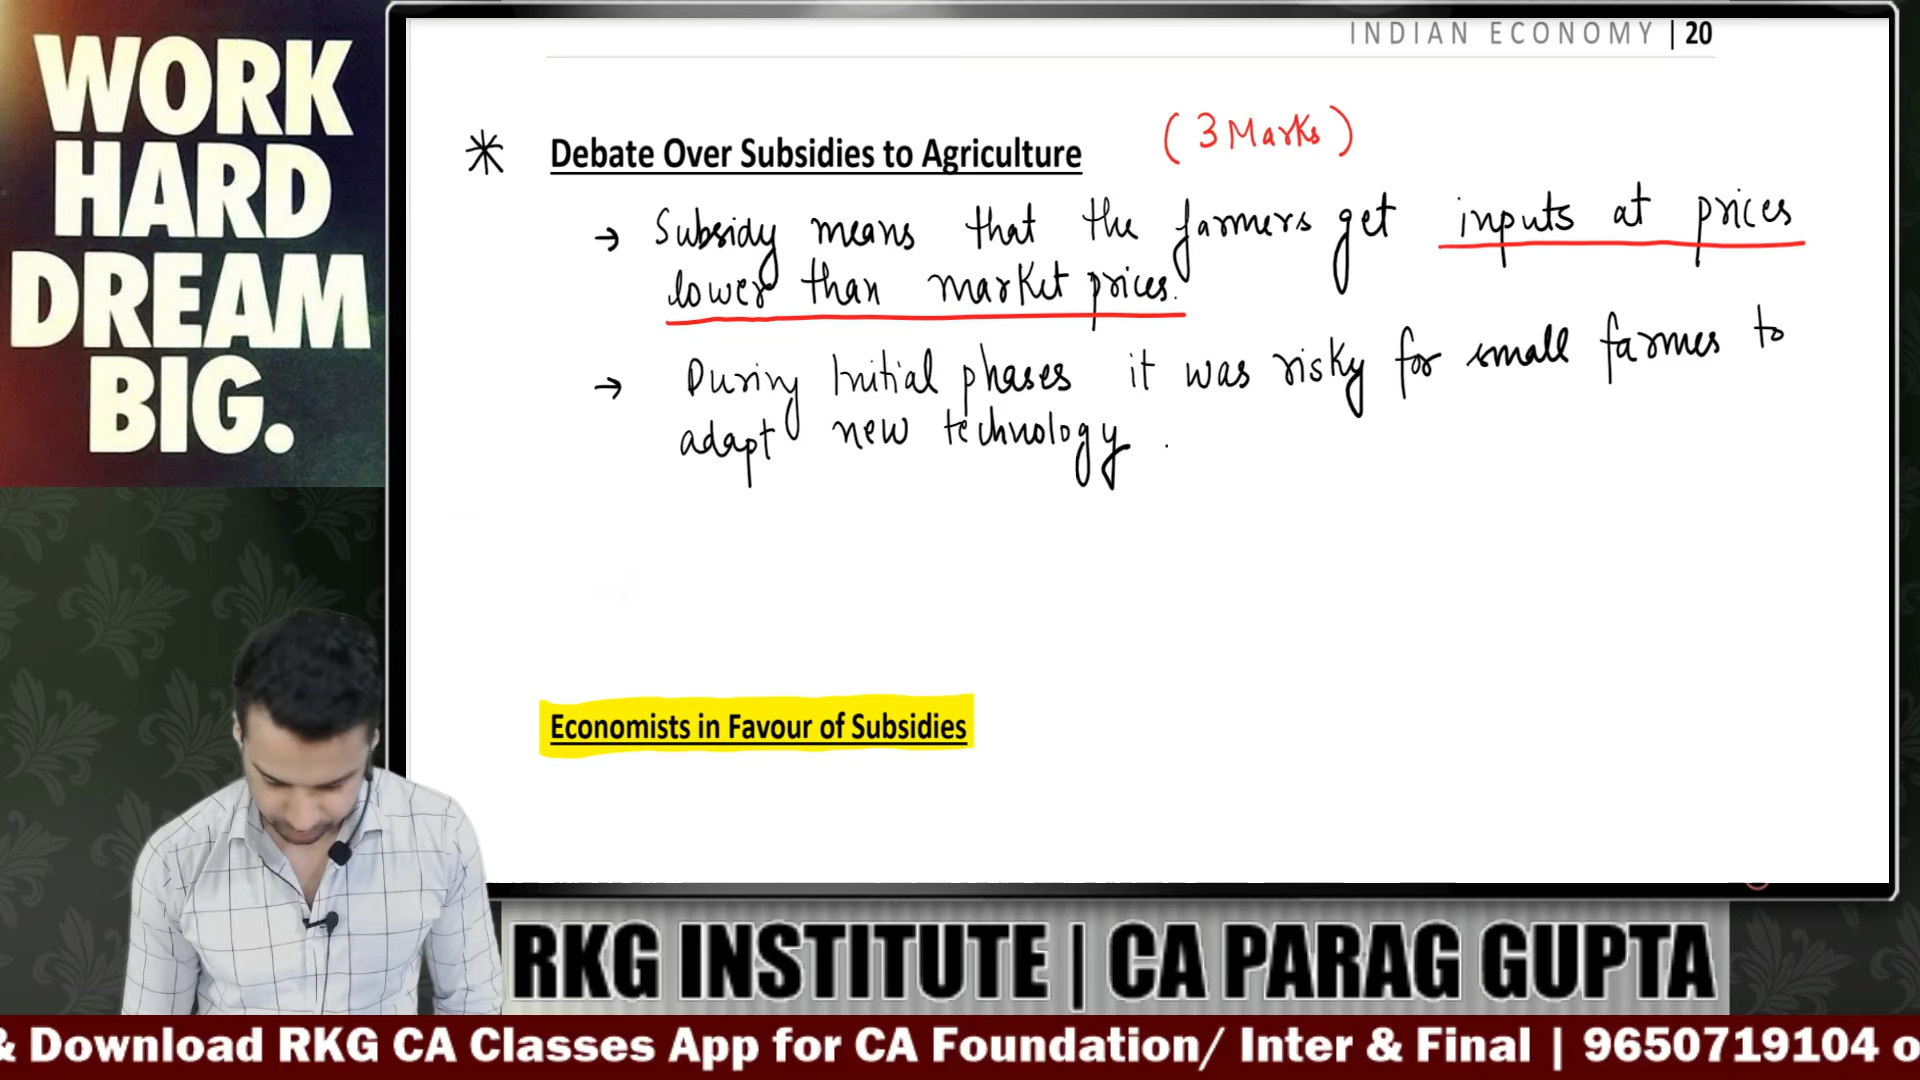 WORK
HARD
DREAM
BIG.
INDIAN ECONOMY | 20
Debate Over Subsidies to Agriculture (3 Marks)
→ Subsidy means that the farmers get inputs at prices
lower than market prices.
→ During Initial phases it was risky for small farmes to
adapt new technology .
Economists in Favour of Subsidies
RKG INSTITUTE | CA PARAG GUPTA
& Download RKG CA Classes App for CA Foundation/ Inter & Final | 9650719104 o